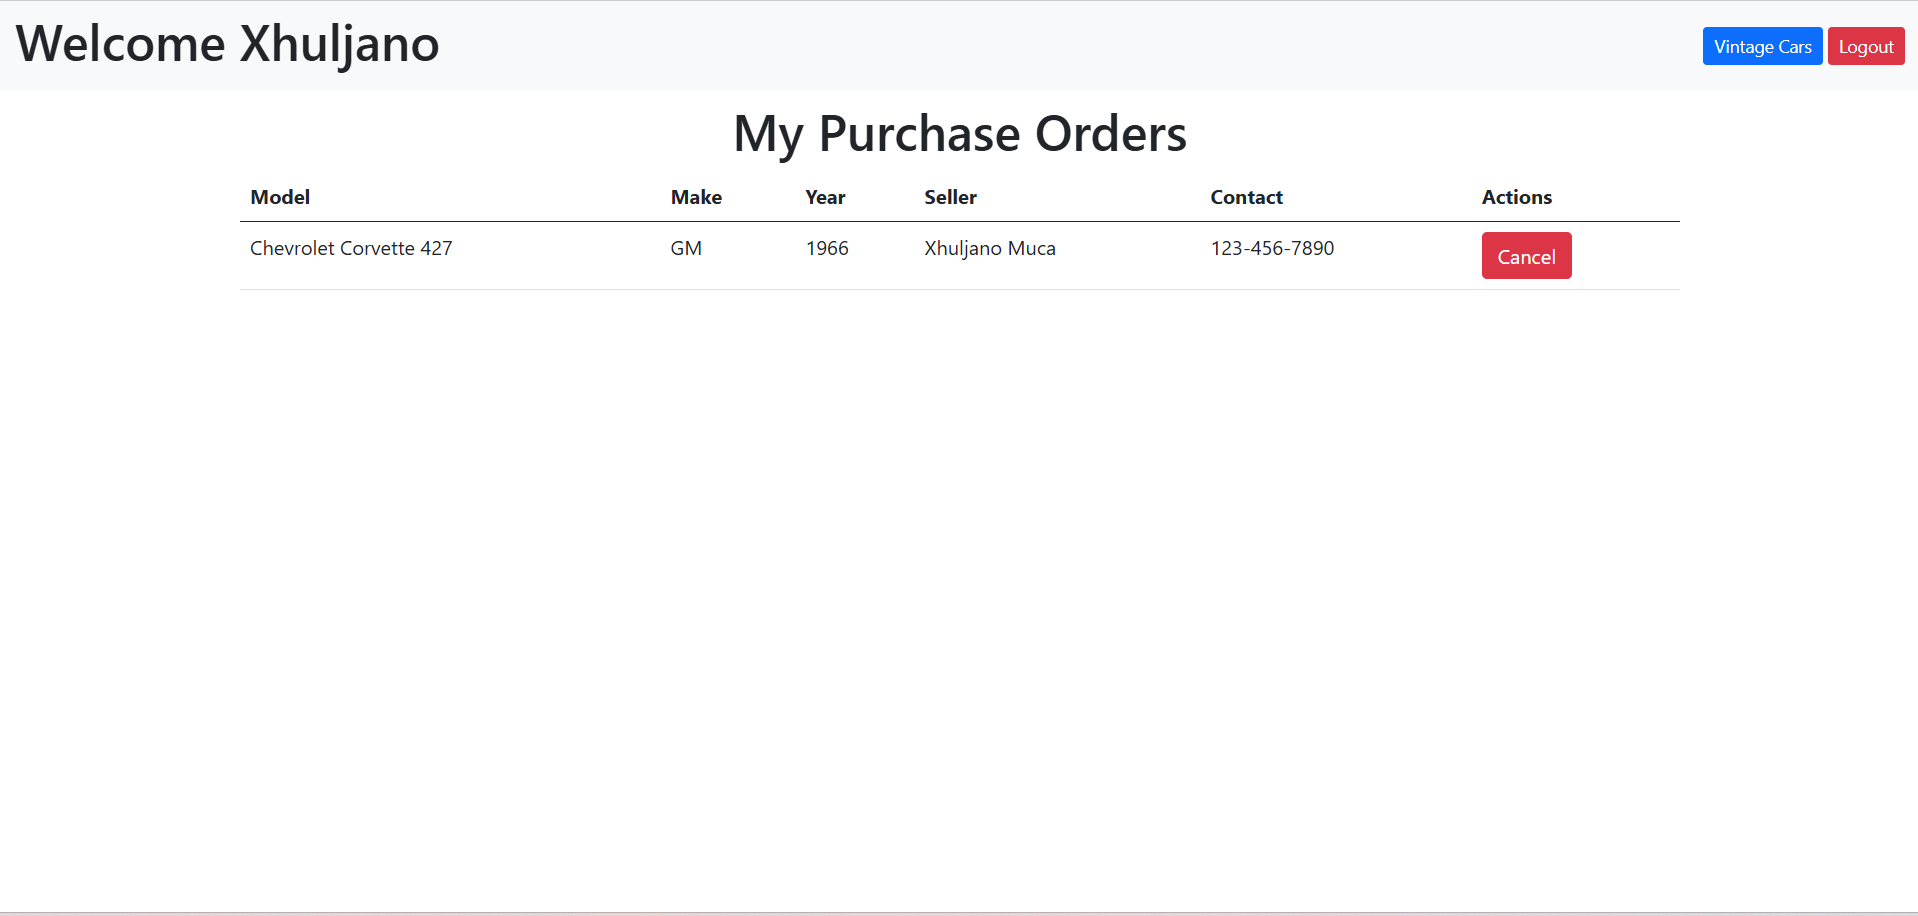 Welcome Xhuljano
Vintage Cars Logout
My Purchase Orders
Model Make Year Seller Contact Actions
Chevrolet Corvette 427 GM 1966 Xhuljano Muca 123-456-7890 Cancel